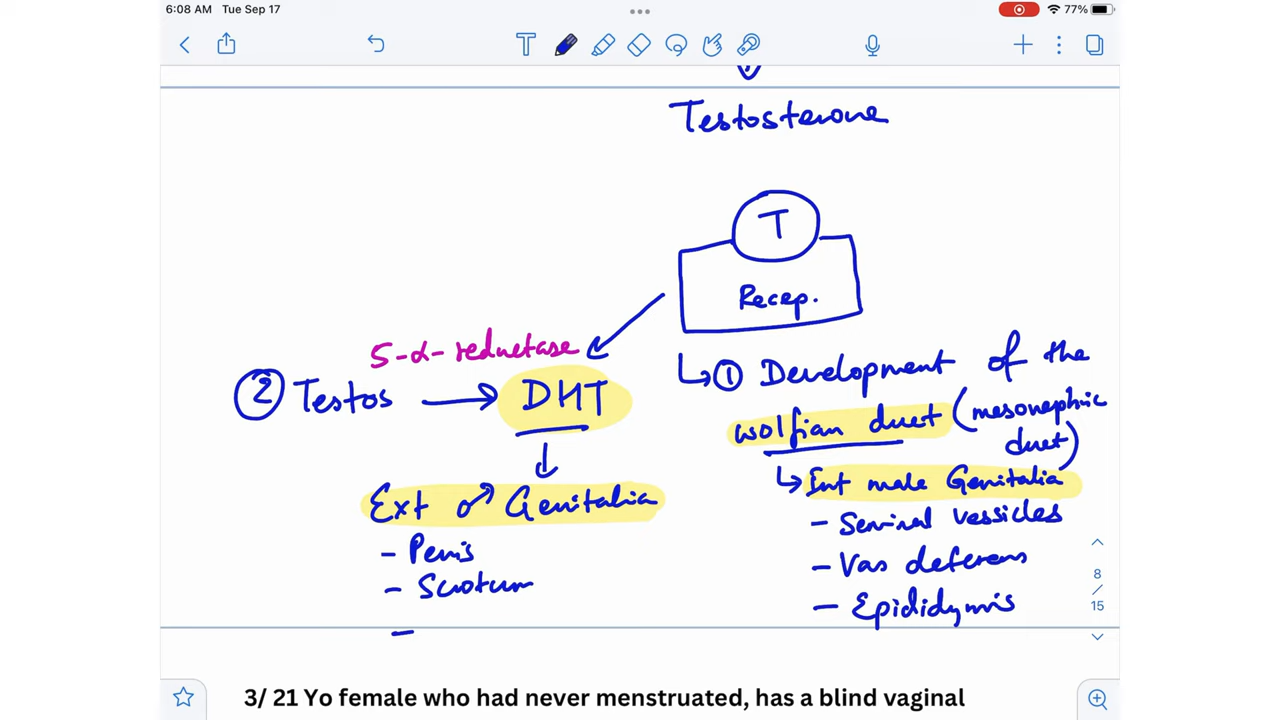 6:08 AM Tue Sep 17
77%
Testosterone
T
Recep.
5-α-reductase
② Testos → DHT
① Development of the
wolfian duct (mesonephric
duct)
Int male Genitalia
- Seminal vessicles
- Vas deferens
- Epididymis
Ext ♂ Genitalia
- Penis
- Scrotum
-
8
/
15
3/ 21 Yo female who had never menstruated, has a blind vaginal